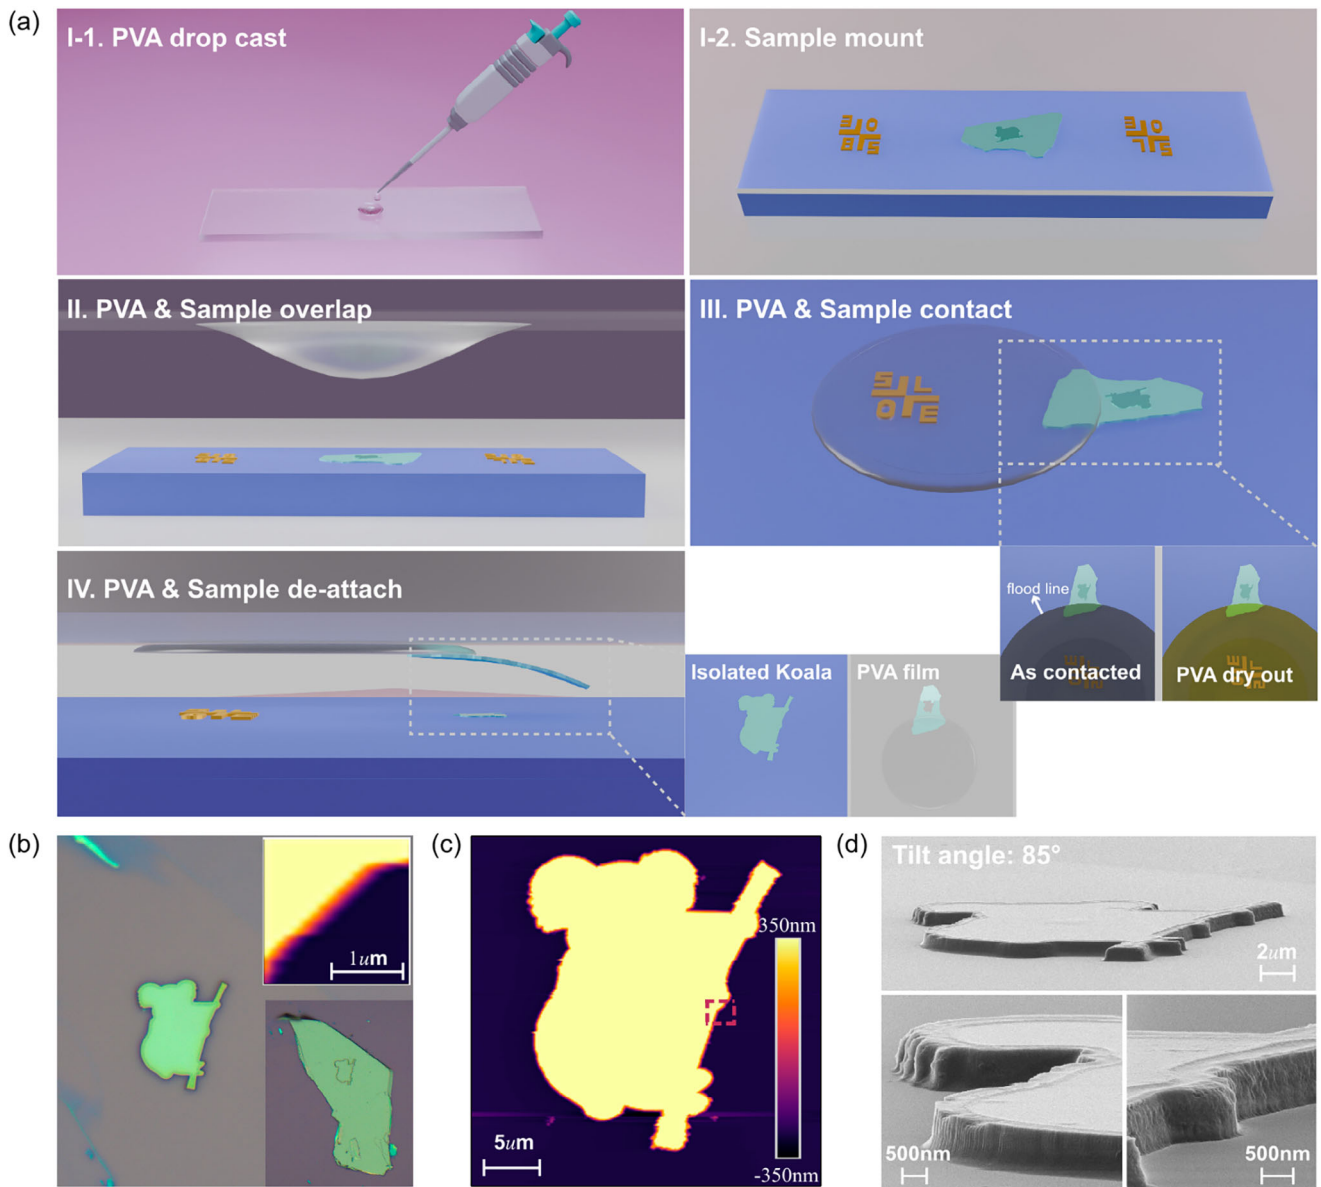 (a)
I-1. PVA drop cast
I-2. Sample mount
II. PVA & Sample overlap
III. PVA & Sample contact
S L
O E
IV. PVA & Sample de-attach
flood line
As contacted
PVA dry out
Isolated Koala
PVA film
(b)
1um
(c)
350nm
-350nm
5um
(d)
Tilt angle: 85°
2um
500nm
500nm